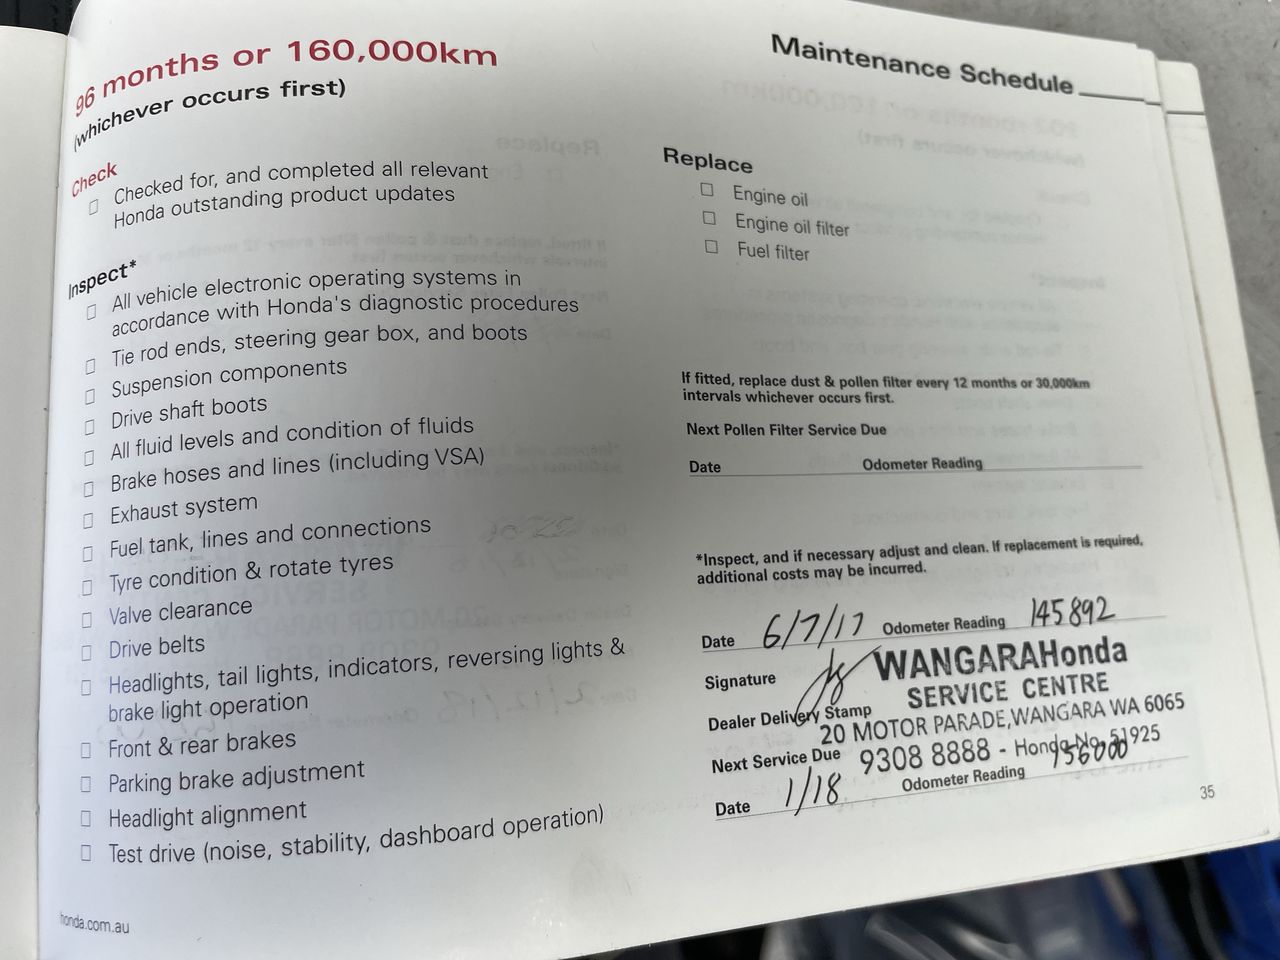 96 months or 160,000km
(whichever occurs first)
Check
Checked for, and completed all relevant
Honda outstanding product updates
Inspect*
All vehicle electronic operating systems in
accordance with Honda's diagnostic procedures
Tie rod ends, steering gear box, and boots
Suspension components
Drive shaft boots
All fluid levels and condition of fluids
Brake hoses and lines (including VSA)
Exhaust system
Fuel tank, lines and connections
Tyre condition & rotate tyres
Valve clearance
Drive belts
Headlights, tail lights, indicators, reversing lights &
brake light operation
Front & rear brakes
Parking brake adjustment
Headlight alignment
Test drive (noise, stability, dashboard operation)
honda.com.au
Maintenance Schedule
Replace
Engine oil
Engine oil filter
Fuel filter
If fitted, replace dust & pollen filter every 12 months or 30,000km
intervals whichever occurs first.
Next Pollen Filter Service Due
Date Odometer Reading
*Inspect, and if necessary adjust and clean. If replacement is required,
additional costs may be incurred.
Date 6/7/17 Odometer Reading 145892
Signature
WANGARA Honda
SERVICE CENTRE
Dealer Delivery Stamp
20 MOTOR PARADE, WANGARA WA 6065
Next Service Due
9308 8888 - Honda No. 51925
Date 1/18 Odometer Reading 156000
35